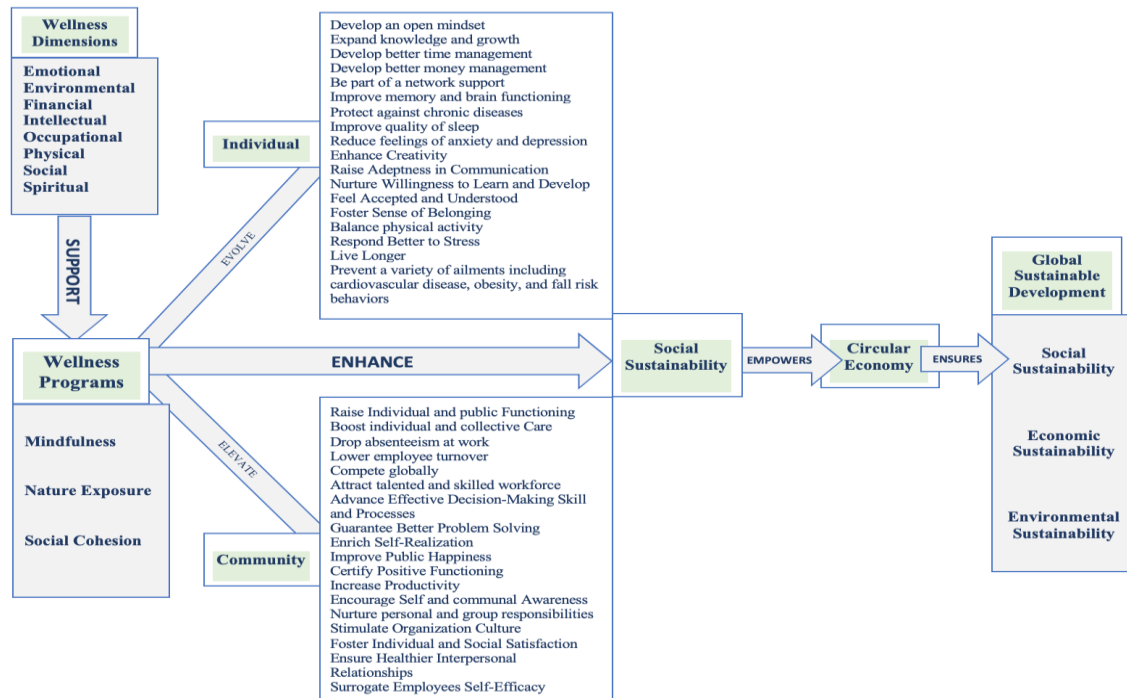 Wellness
Dimensions
Emotional
Environmental
Financial
Intellectual
Occupational
Physical
Social
Spiritual
SUPPORT
Wellness
Programs
Mindfulness
Nature Exposure
Social Cohesion
EVOLVE
Individual
Develop an open mindset
Expand knowledge and growth
Develop better time management
Develop better money management
Be part of a network support
Improve memory and brain functioning
Protect against chronic diseases
Improve quality of sleep
Reduce feelings of anxiety and depression
Enhance Creativity
Raise Adeptness in Communication
Nurture Willingness to Learn and Develop
Feel Accepted and Understood
Foster Sense of Belonging
Balance physical activity
Respond Better to Stress
Live Longer
Prevent a variety of ailments including
cardiovascular disease, obesity, and fall risk
behaviors
ENHANCE
ELEVATE
Community
Raise Individual and public Functioning
Boost individual and collective Care
Drop absenteeism at work
Lower employee turnover
Compete globally
Attract talented and skilled workforce
Advance Effective Decision-Making Skill
and Processes
Guarantee Better Problem Solving
Enrich Self-Realization
Improve Public Happiness
Certify Positive Functioning
Increase Productivity
Encourage Self and communal Awareness
Nurture personal and group responsibilities
Stimulate Organization Culture
Foster Individual and Social Satisfaction
Ensure Healthier Interpersonal
Relationships
Surrogate Employees Self-Efficacy
Social
Sustainability
EMPOWERS
Circular
Economy
ENSURES
Global
Sustainable
Development
Social
Sustainability
Economic
Sustainability
Environmental
Sustainability